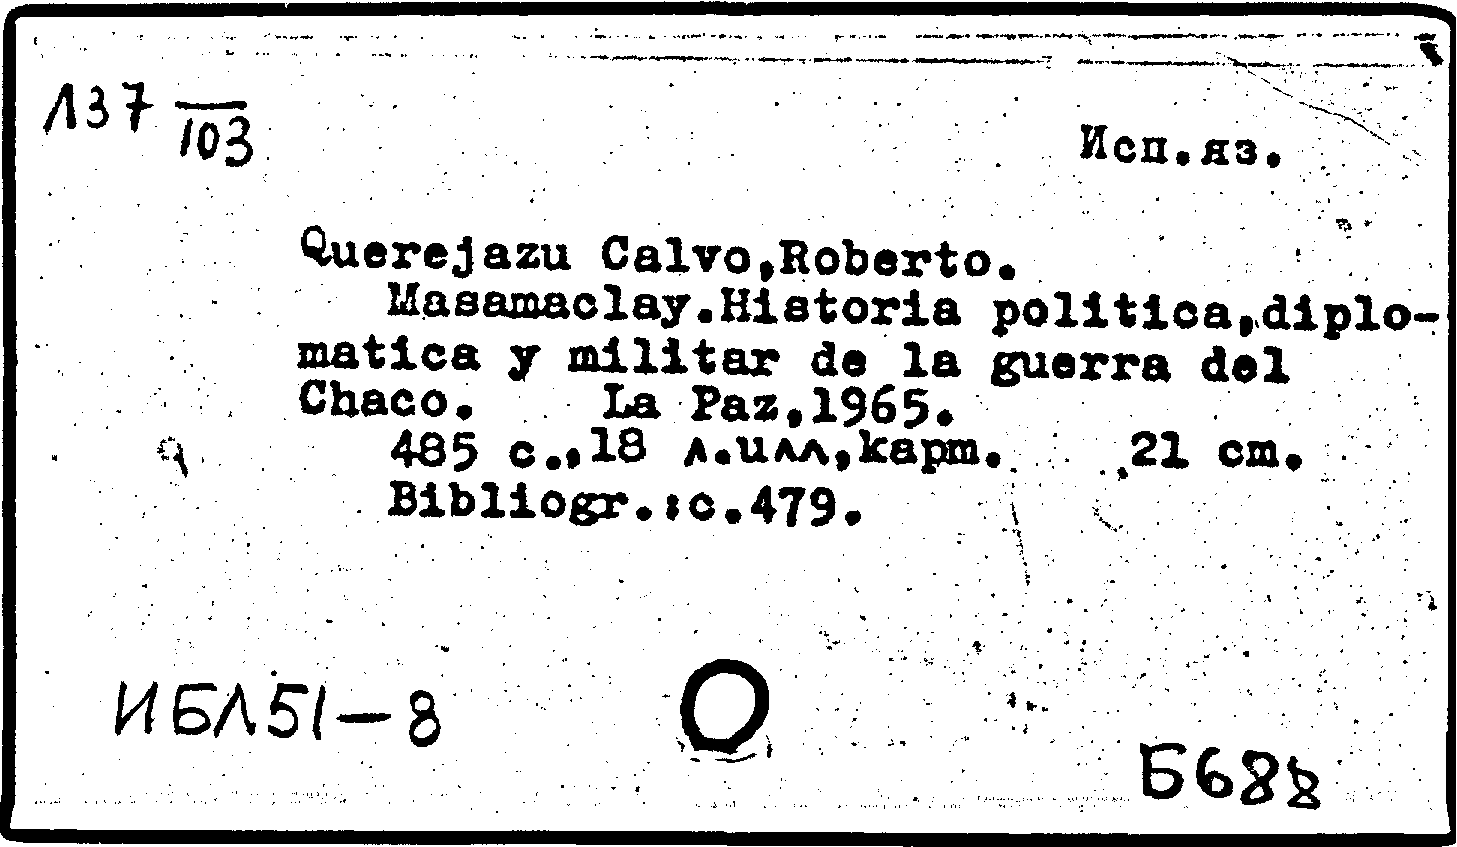 Л37 103
Исп.яз.
Querejazu Calvo,Roberto.
Masamaclay.Historia politica,diplo-
matica y militar de la guerra del
Chaco. La Paz,1965.
485 с.,18 л.илл,карт. 21 cm.
Bibliogr.:с.479.
ИБЛ51-8
Б688